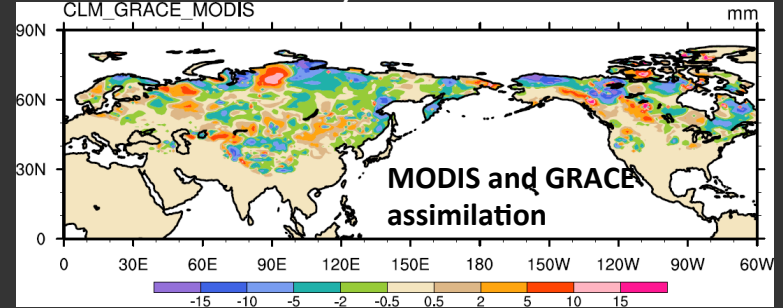 CLM_GRACE_MODIS mm
90N
60N
30N
0
MODIS and GRACE
assimilation
0 30E 60E 90E 120E 150E 180 150W 120W 90W 60W
-15 -10 -5 -2 -0.5 0.5 2 5 10 15